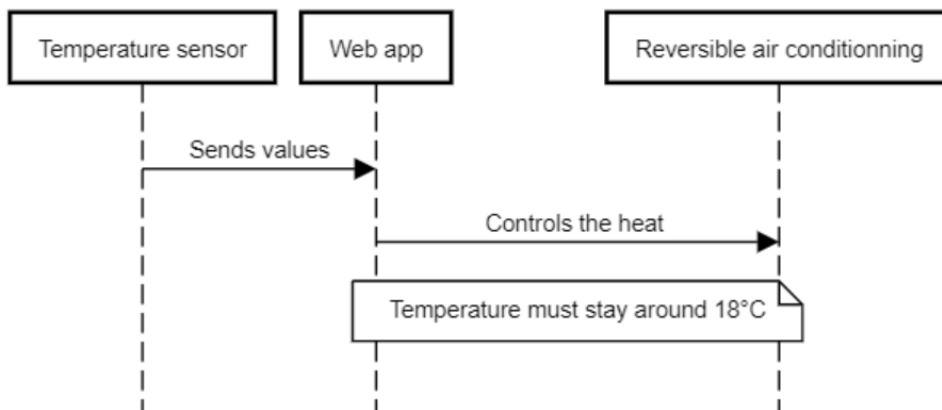 Temperature sensor
Web app
Reversible air conditionning
Sends values
Controls the heat
Temperature must stay around 18°C